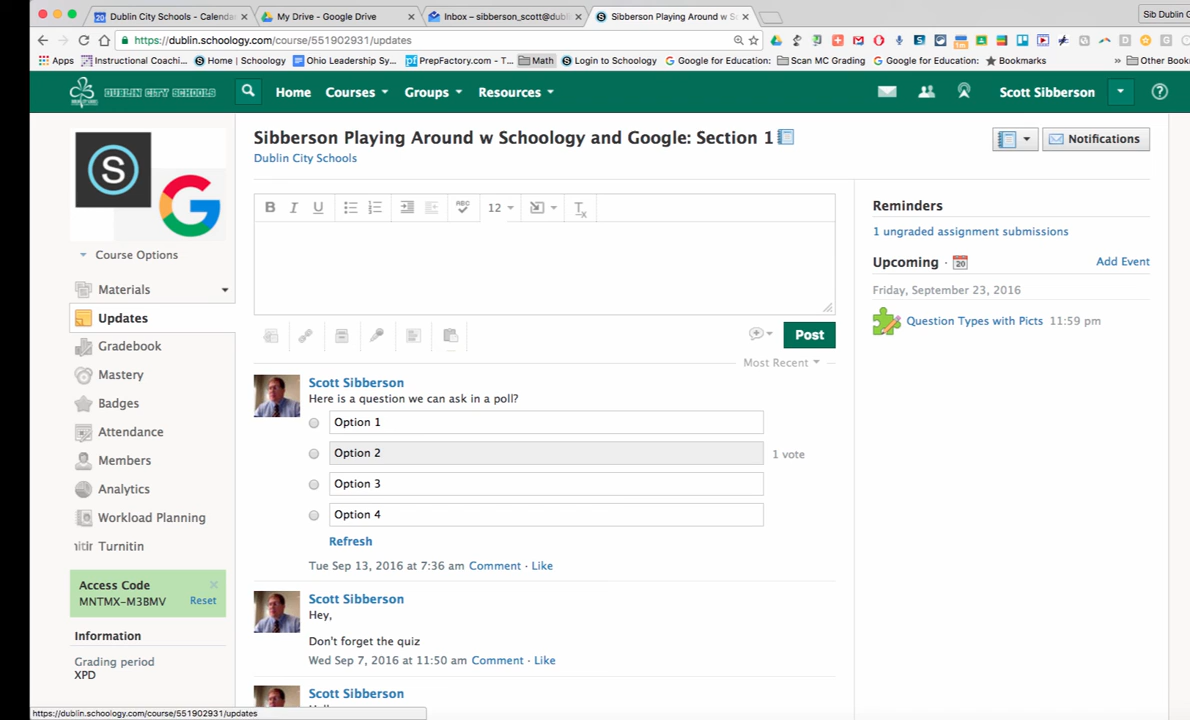 Dublin City Schools - Calenda
My Drive - Google Drive
Inbox – sibberson_scott@dubl
Sibberson Playing Around w S
Sib Dublin G
https://dublin.schoology.com/course/551902931/updates
Apps
Instructional Coachi...
Home | Schoology
Ohio Leadership Sy...
PrepFactory.com - T...
Math
Login to Schoology
Google for Education:
Scan MC Grading
Google for Education:
Bookmarks
»
Other Book
DUBLIN CITY SCHOOLS
Home
Courses
Groups
Resources
Scott Sibberson
Sibberson Playing Around w Schoology and Google: Section 1
Dublin City Schools
Notifications
Course Options
Materials
Updates
Gradebook
Mastery
Badges
Attendance
Members
Analytics
Workload Planning
Turnitin
Access Code
MNTMX-M3BMV
Reset
Information
Grading period
XPD
B I U
ABC
12
Post
Most Recent
Scott Sibberson
Here is a question we can ask in a poll?
Option 1
Option 2
1 vote
Option 3
Option 4
Refresh
Tue Sep 13, 2016 at 7:36 am Comment · Like
Scott Sibberson
Hey,
Don't forget the quiz
Wed Sep 7, 2016 at 11:50 am Comment · Like
Scott Sibberson
Reminders
1 ungraded assignment submissions
Upcoming · 20
Add Event
Friday, September 23, 2016
Question Types with Picts 11:59 pm
https://dublin.schoology.com/course/551902931/updates